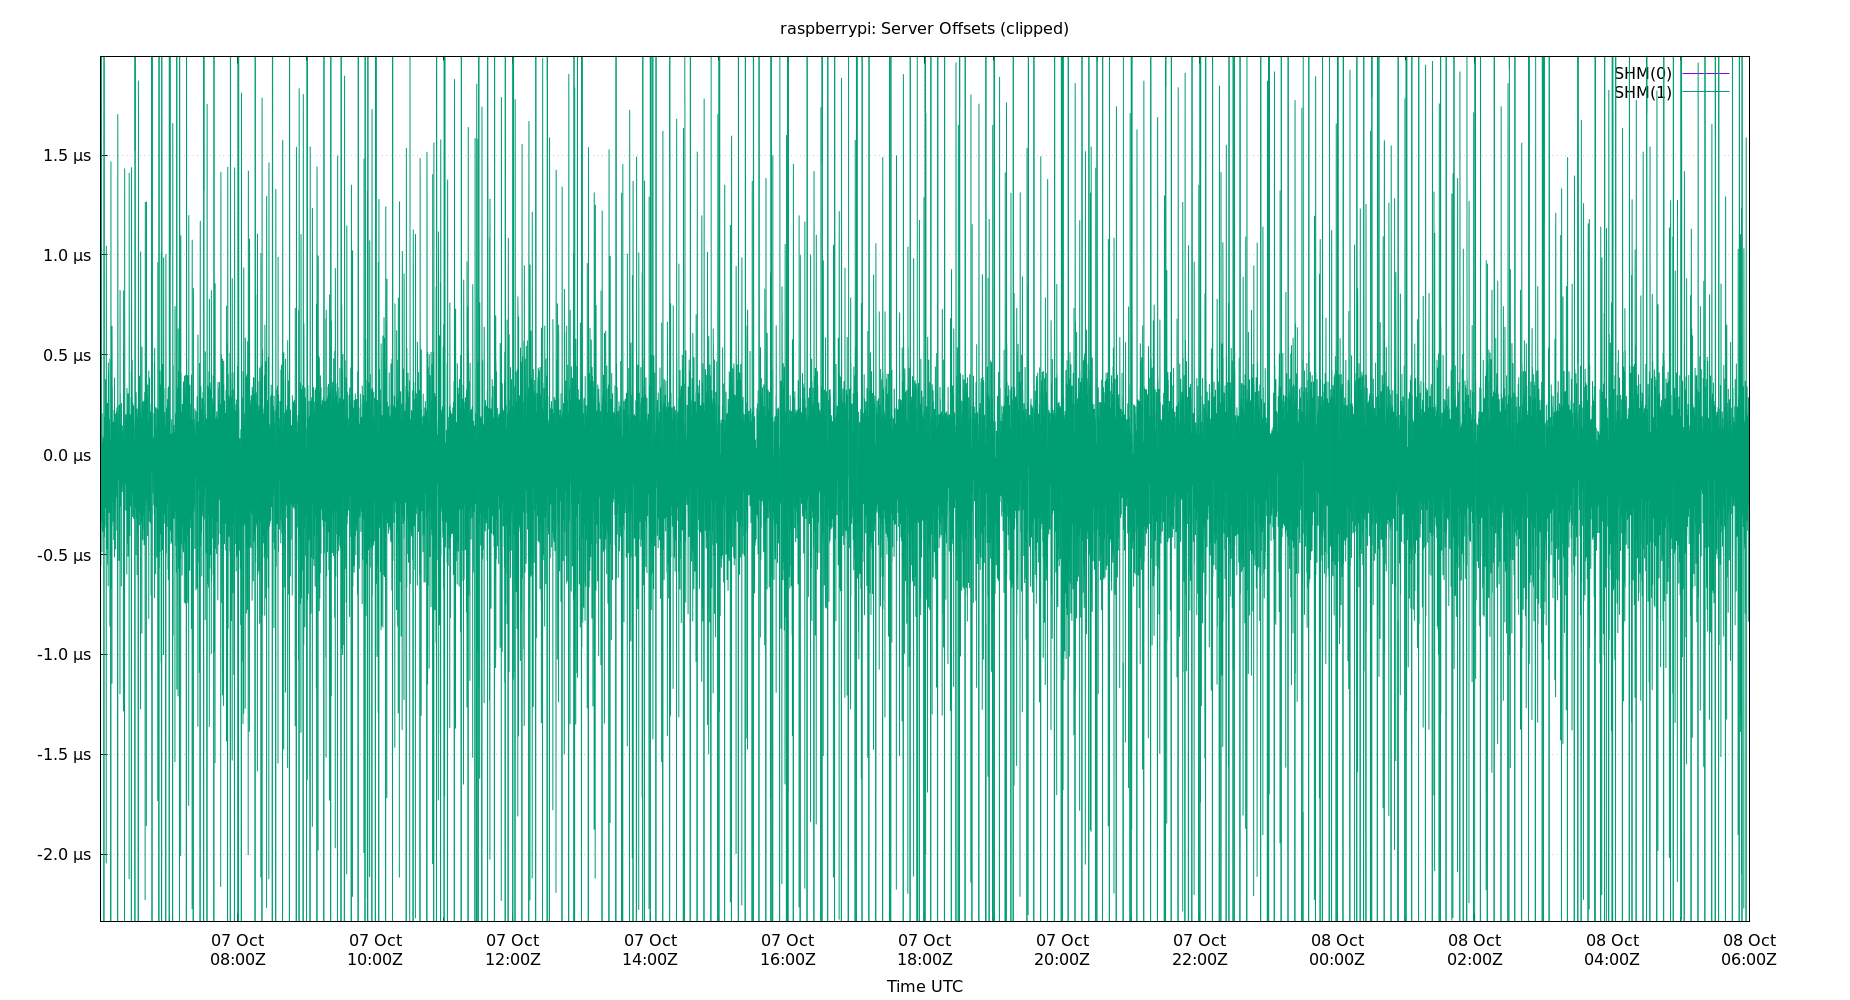 raspberrypi: Server Offsets (clipped)
SHM(0)
SHM(1)
1.5 μs
1.0 μs
0.5 μs
0.0 μs
-0.5 μs
-1.0 μs
-1.5 μs
-2.0 μs
07 Oct 07 Oct 07 Oct 07 Oct 07 Oct 07 Oct 07 Oct 07 Oct 08 Oct 08 Oct 08 Oct 08 Oct
08:00Z 10:00Z 12:00Z 14:00Z 16:00Z 18:00Z 20:00Z 22:00Z 00:00Z 02:00Z 04:00Z 06:00Z
Time UTC